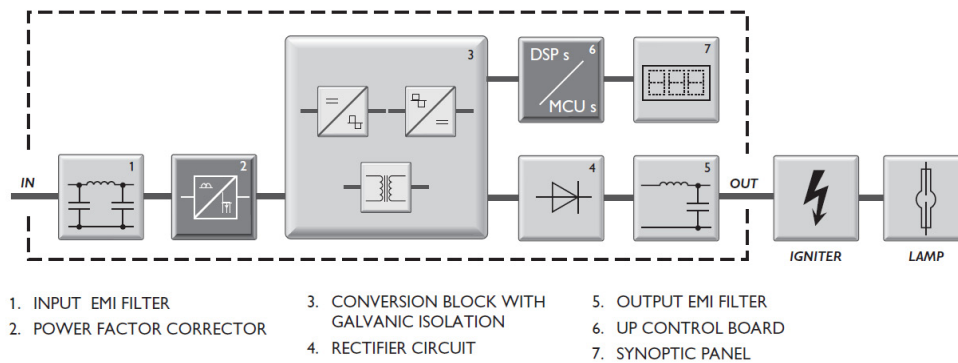 3
DSP s 6
MCU s
7
IN
1
2
4
5
OUT
IGNITER
LAMP
1. INPUT EMI FILTER
2. POWER FACTOR CORRECTOR
3. CONVERSION BLOCK WITH
GALVANIC ISOLATION
4. RECTIFIER CIRCUIT
5. OUTPUT EMI FILTER
6. UP CONTROL BOARD
7. SYNOPTIC PANEL